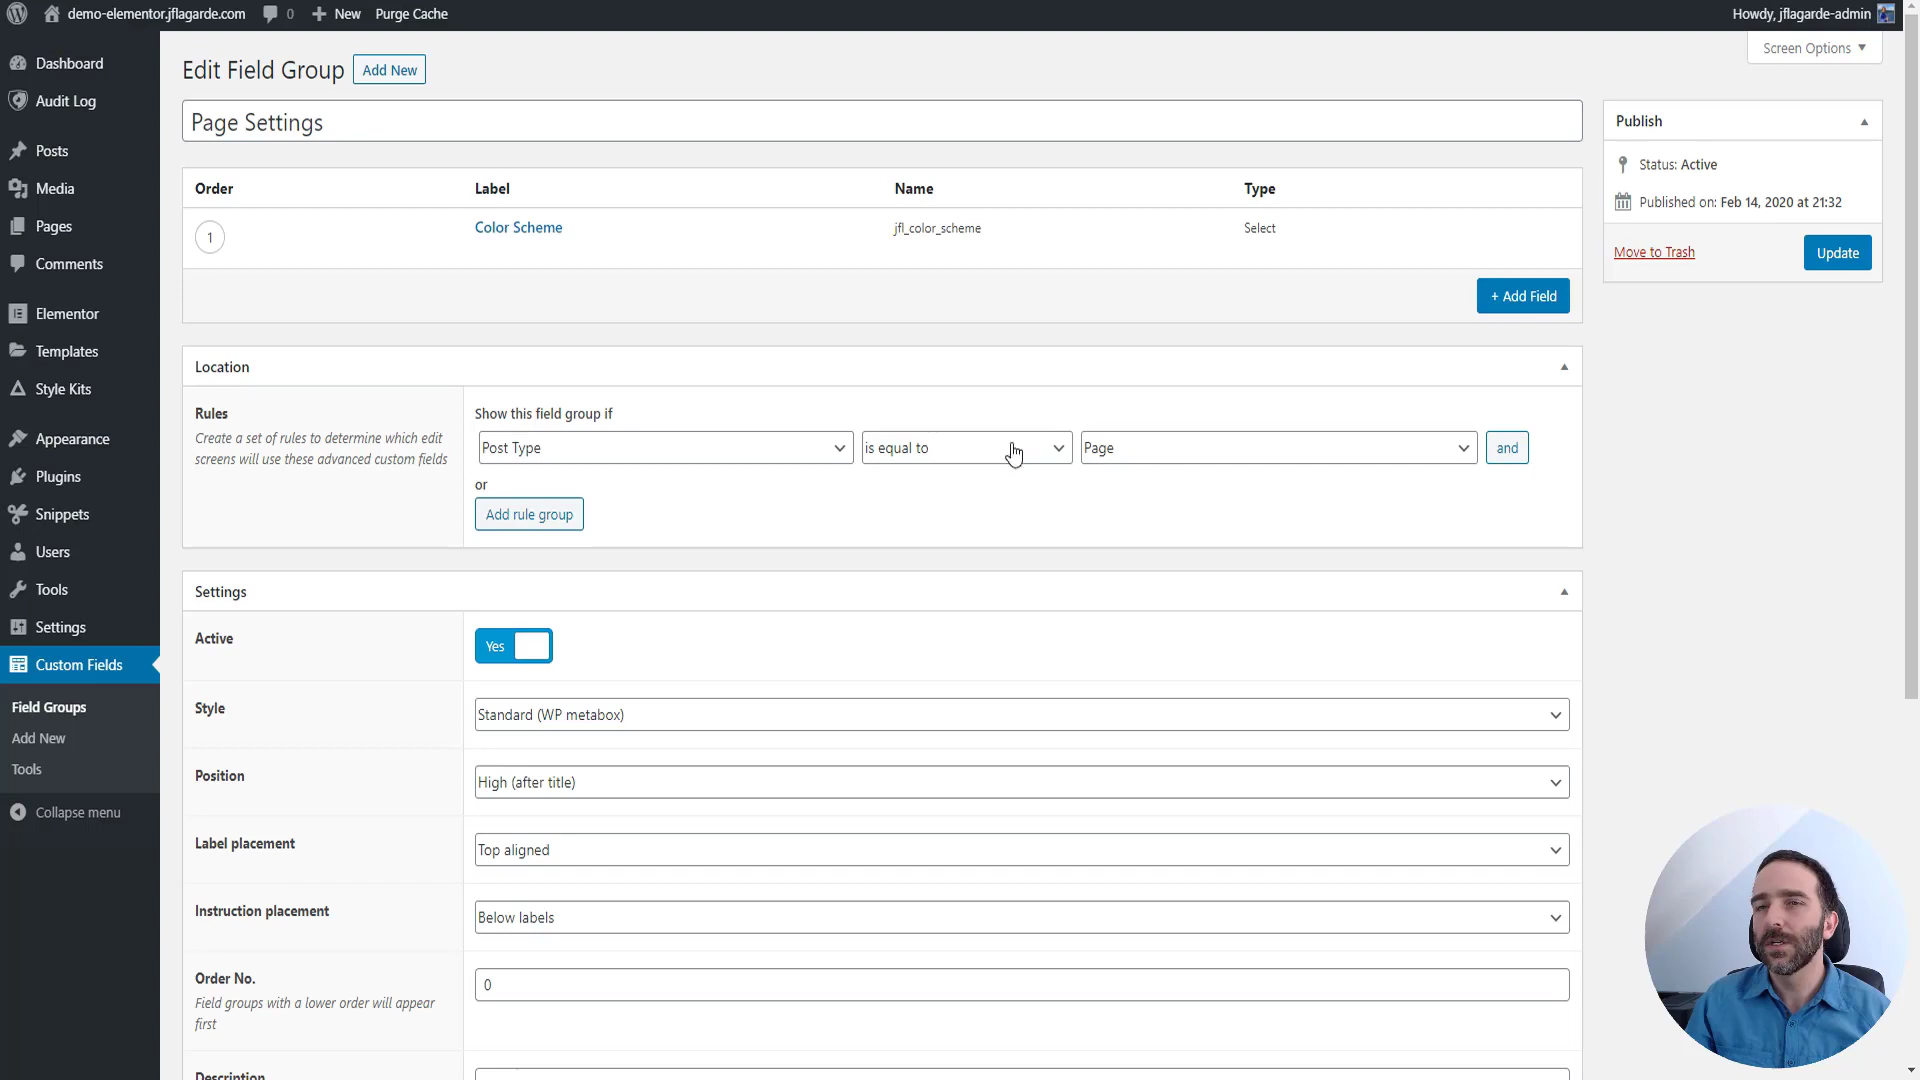 demo-elementor.jflagarde.com 0 New Purge Cache Howdy, jflagarde-admin
Screen Options
Dashboard
Audit Log
Posts
Media
Pages
Comments
Elementor
Templates
Style Kits
Appearance
Plugins
Snippets
Users
Tools
Settings
Custom Fields
Field Groups
Add New
Tools
Collapse menu
Edit Field Group Add New
Page Settings
Order Label Name Type
1 Color Scheme jfl_color_scheme Select
+ Add Field
Location
Rules
Create a set of rules to determine which edit
screens will use these advanced custom fields
Show this field group if
Post Type is equal to Page and
or
Add rule group
Settings
Active Yes
Style Standard (WP metabox)
Position High (after title)
Label placement Top aligned
Instruction placement Below labels
Order No. 0
Field groups with a lower order will appear
first
Description
Publish
Status: Active
Published on: Feb 14, 2020 at 21:32
Move to Trash Update